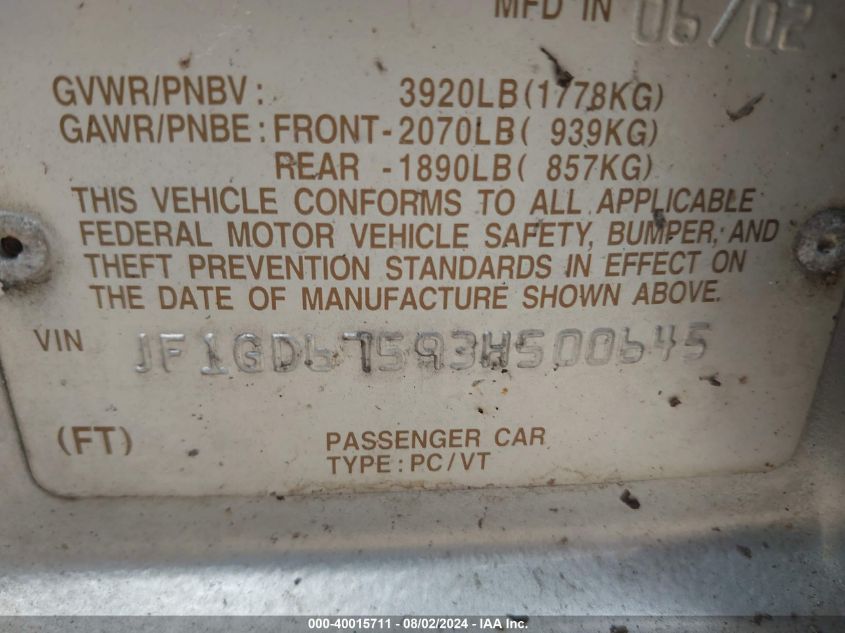 MFD IN 06/02
GVWR/PNBV: 3920LB(1778KG)
GAWR/PNBE: FRONT-2070LB( 939KG)
REAR -1890LB( 857KG)
THIS VEHICLE CONFORMS TO ALL APPLICABLE
FEDERAL MOTOR VEHICLE SAFETY, BUMPER, AND
THEFT PREVENTION STANDARDS IN EFFECT ON
THE DATE OF MANUFACTURE SHOWN ABOVE.
VIN JF1GD67593H500645
(FT) PASSENGER CAR
TYPE: PC/VT
000-40015711 - 08/02/2024 - IAA Inc.